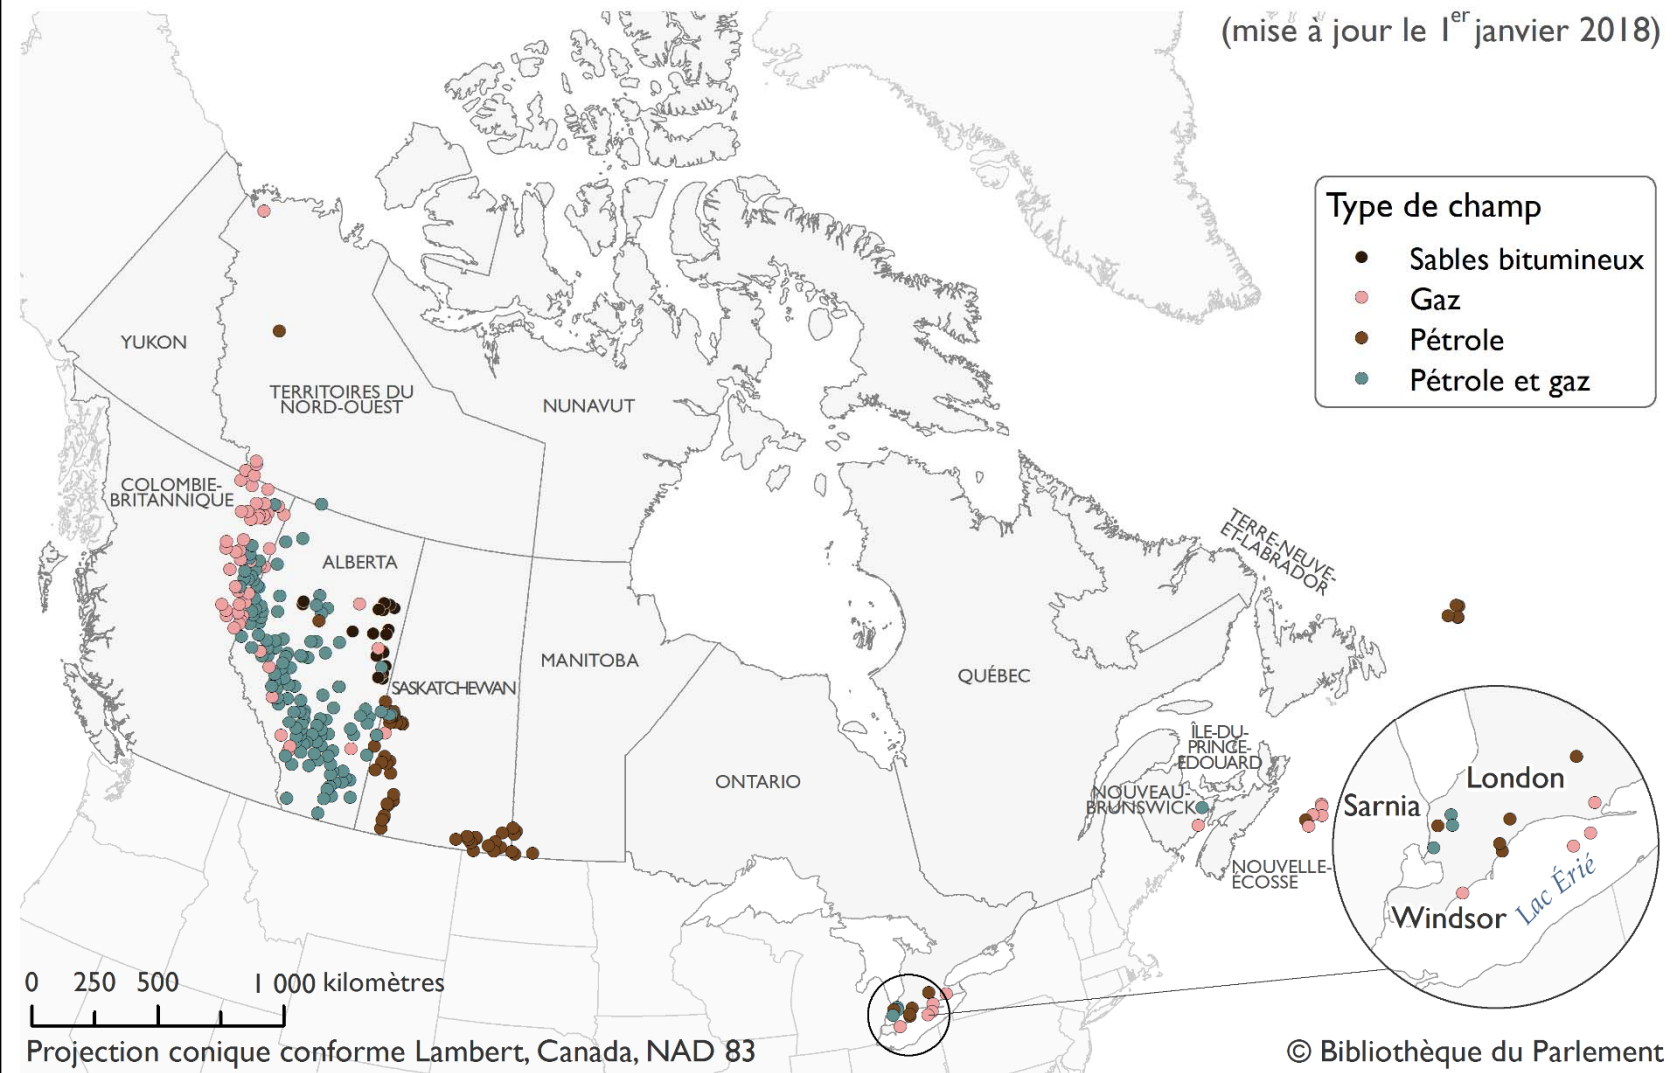 (mise à jour le 1er janvier 2018)
Type de champ
Sables bitumineux
Gaz
Pétrole
Pétrole et gaz
YUKON
TERRITOIRES DU
NORD-OUEST
NUNAVUT
COLOMBIE-
BRITANNIQUE
ALBERTA
TERRE-NEUVE-
ET-LABRADOR
MANITOBA
SASKATCHEWAN
QUÉBEC
ÎLE-DU-
PRINCE-
ÉDOUARD
ONTARIO
NOUVEAU-
BRUNSWICK
NOUVELLE-
ÉCOSSE
London
Sarnia
Windsor
Lac Érié
0 250 500 1 000 kilomètres
Projection conique conforme Lambert, Canada, NAD 83
© Bibliothèque du Parlement